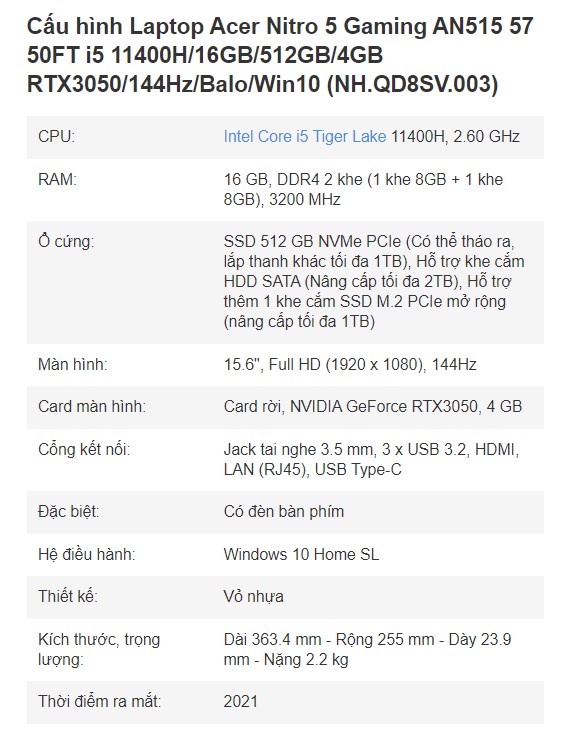 Cấu hình Laptop Acer Nitro 5 Gaming AN515 57
50FT i5 11400H/16GB/512GB/4GB
RTX3050/144Hz/Balo/Win10 (NH.QD8SV.003)
CPU: Intel Core i5 Tiger Lake 11400H, 2.60 GHz
RAM: 16 GB, DDR4 2 khe (1 khe 8GB + 1 khe
8GB), 3200 MHz
Ổ cứng: SSD 512 GB NVMe PCIe (Có thể tháo ra,
lắp thanh khác tối đa 1TB), Hỗ trợ khe cắm
HDD SATA (Nâng cấp tối đa 2TB), Hỗ trợ
thêm 1 khe cắm SSD M.2 PCIe mở rộng
(nâng cấp tối đa 1TB)
Màn hình: 15.6", Full HD (1920 x 1080), 144Hz
Card màn hình: Card rời, NVIDIA GeForce RTX3050, 4 GB
Cổng kết nối: Jack tai nghe 3.5 mm, 3 x USB 3.2, HDMI,
LAN (RJ45), USB Type-C
Đặc biệt: Có đèn bàn phím
Hệ điều hành: Windows 10 Home SL
Thiết kế: Vỏ nhựa
Kích thước, trọng
lượng: Dài 363.4 mm - Rộng 255 mm - Dày 23.9
mm - Nặng 2.2 kg
Thời điểm ra mắt: 2021